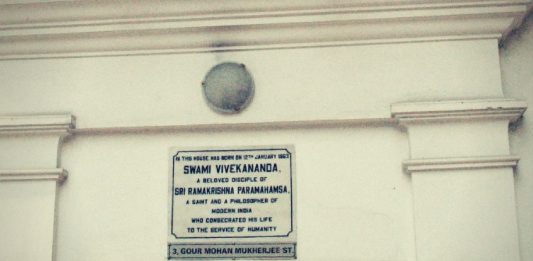 IN THIS HOUSE WAS BORN ON 12TH JANUARY 1863
SWAMI VIVEKANANDA,
A BELOVED DISCIPLE OF
SRI RAMAKRISHNA PARAMAHAMSA,
A SAINT AND A PHILOSOPHER OF
MODERN INDIA
WHO CONSECRATED HIS LIFE
TO THE SERVICE OF HUMANITY
3, GOUR MOHAN MUKHERJEE ST.